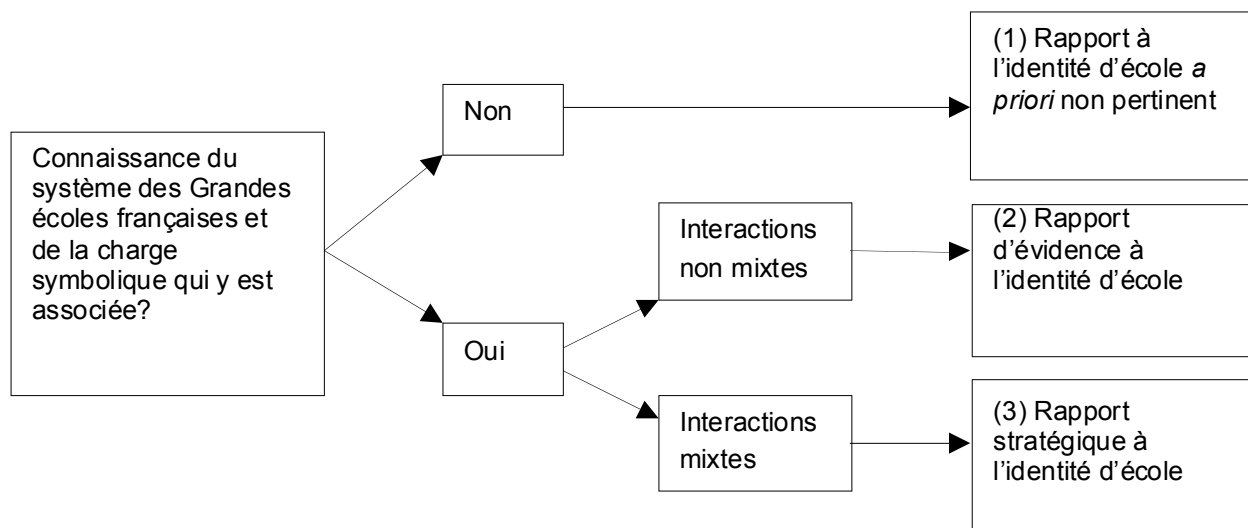 Connaissance du
système des Grandes
écoles françaises et
de la charge
symbolique qui y est
associée?
Non
Oui
Interactions
non mixtes
Interactions
mixtes
(1) Rapport à
l’identité d’école a
priori non pertinent
(2) Rapport
d’évidence à
l’identité d’école
(3) Rapport
stratégique à
l’identité d’école